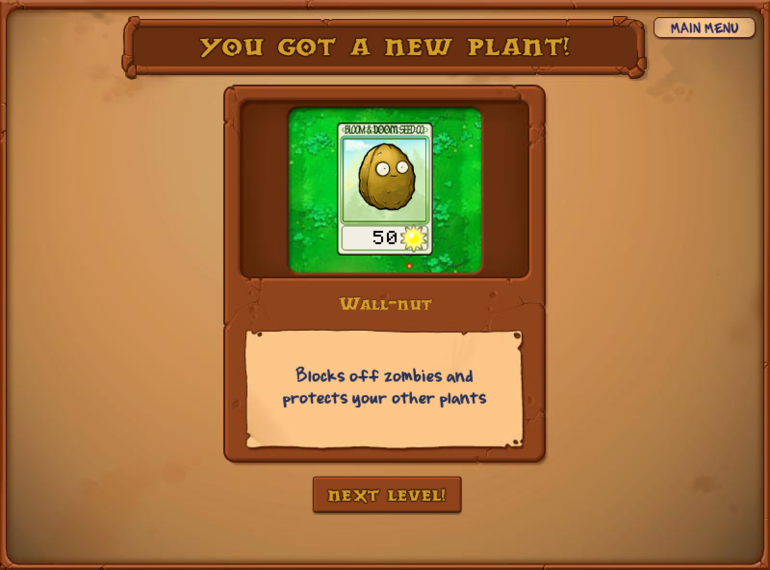 YOU GOT A NEW PLANT!
MAIN MENU
BLOOM & DOOM SEED CO
50
WALL-NUT
Blocks off zombies and
protects your other plants
NEXT LEVEL!